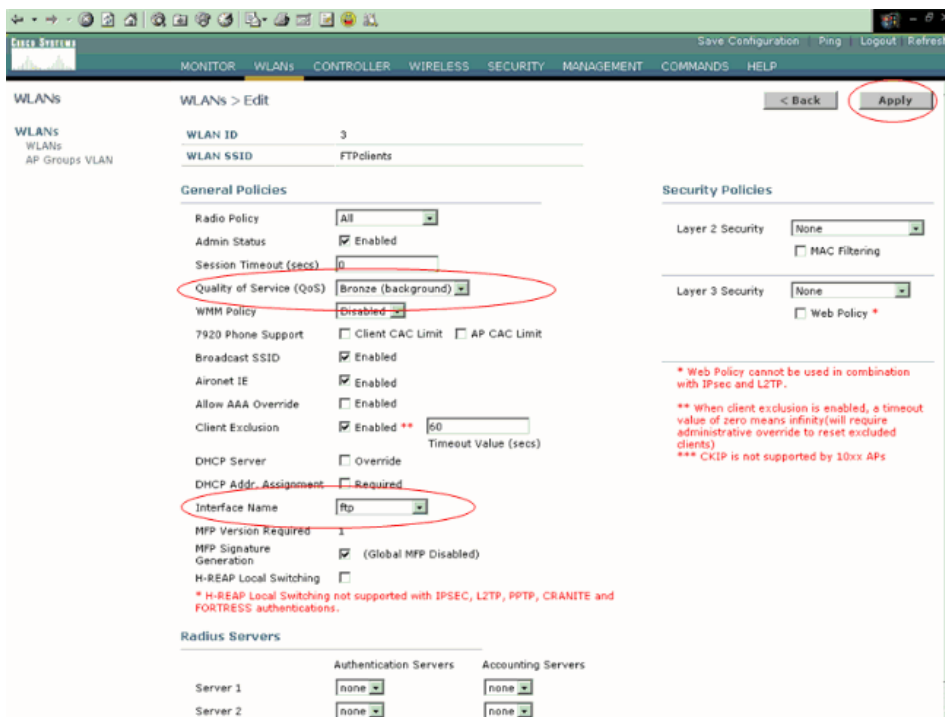 Save Configuration Ping Logout Refresh
CISCO SYSTEMS
MONITOR WLANs CONTROLLER WIRELESS SECURITY MANAGEMENT COMMANDS HELP
WLANs
WLANs > Edit
< Back
Apply
WLANs
WLANs
AP Groups VLAN
WLAN ID 3
WLAN SSID FTPclients
General Policies
Radio Policy All
Admin Status Enabled
Session Timeout (secs) 0
Quality of Service (QoS) Bronze (background)
WMM Policy Disabled
7920 Phone Support Client CAC Limit AP CAC Limit
Broadcast SSID Enabled
Aironet IE Enabled
Allow AAA Override Enabled
Client Exclusion Enabled ** 60
Timeout Value (secs)
DHCP Server Override
DHCP Addr. Assignment Required
Interface Name ftp
MFP Version Required 1
MFP Signature
Generation (Global MFP Disabled)
H-REAP Local Switching
* H-REAP Local Switching not supported with IPSEC, L2TP, PPTP, CRANITE and
FORTRESS authentications.
Security Policies
Layer 2 Security None
MAC Filtering
Layer 3 Security None
Web Policy *
* Web Policy cannot be used in combination
with IPsec and L2TP.
** When client exclusion is enabled, a timeout
value of zero means infinity(will require
administrative override to reset excluded
clients)
*** CKIP is not supported by 10xx APs
Radius Servers
Authentication Servers Accounting Servers
Server 1 none none
Server 2 none none